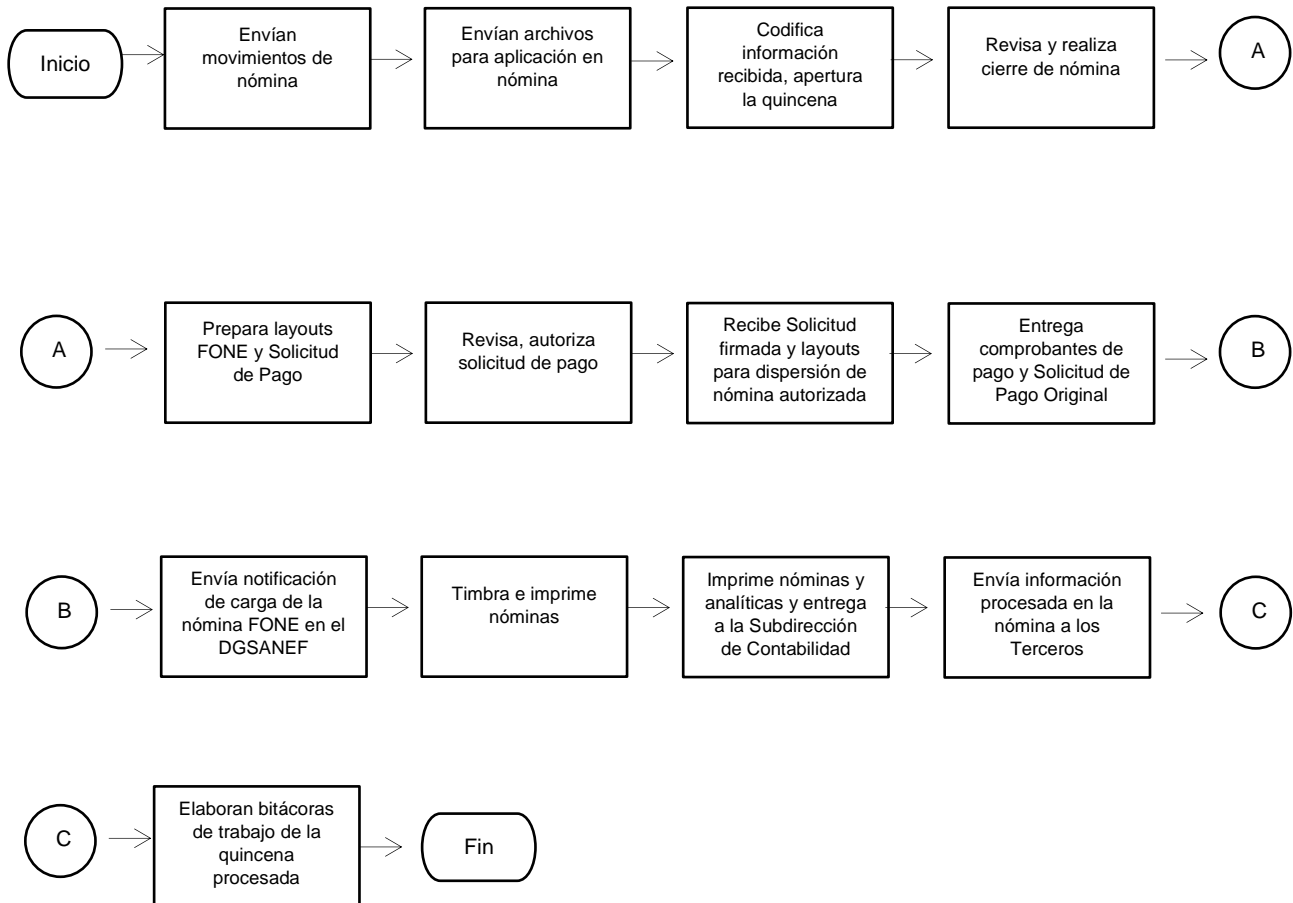 Inicio
Envían
movimientos de
nómina
Envían archivos
para aplicación en
nómina
Codifica
información
recibida, apertura
la quincena
Revisa y realiza
cierre de nómina
A
A
Prepara layouts
FONE y Solicitud
de Pago
Revisa, autoriza
solicitud de pago
Recibe Solicitud
firmada y layouts
para dispersión de
nómina autorizada
Entrega
comprobantes de
pago y Solicitud de
Pago Original
B
B
Envía notificación
de carga de la
nómina FONE en el
DGSANEF
Timbra e imprime
nóminas
Imprime nóminas y
analíticas y entrega
a la Subdirección
de Contabilidad
Envía información
procesada en la
nómina a los
Terceros
C
C
Elaboran bitácoras
de trabajo de la
quincena
procesada
Fin